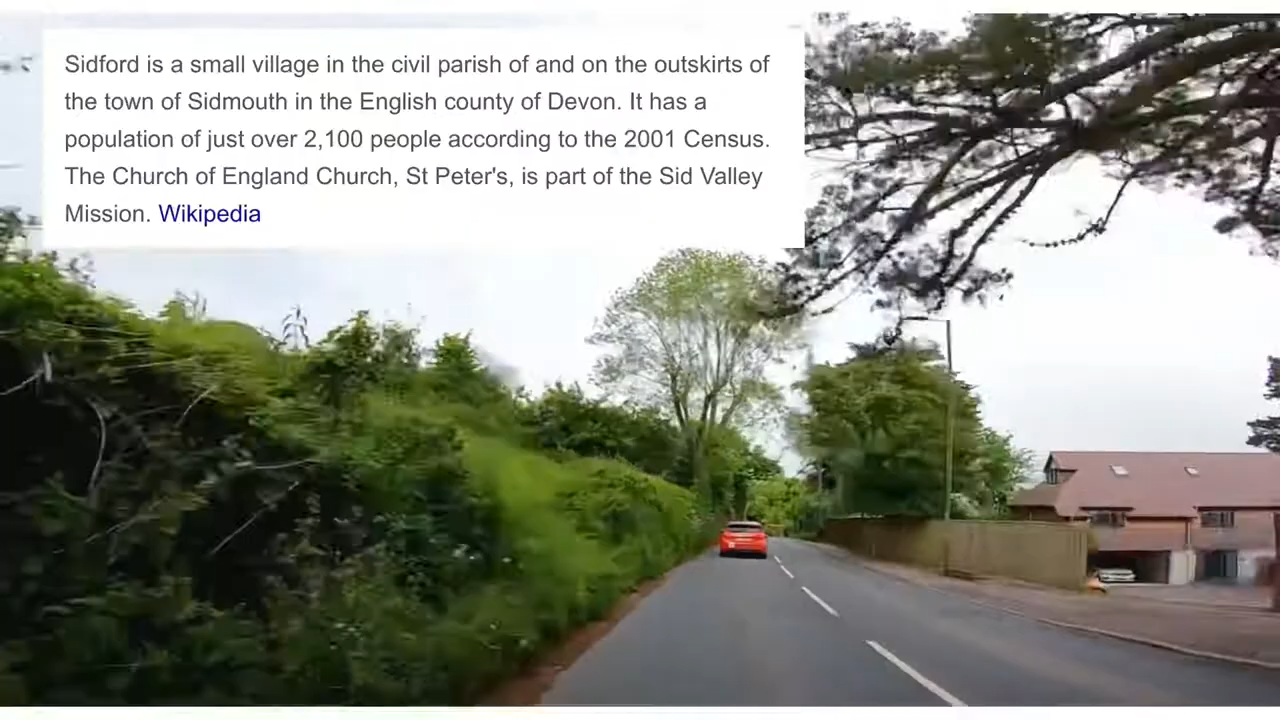 Sidford is a small village in the civil parish of and on the outskirts of
the town of Sidmouth in the English county of Devon. It has a
population of just over 2,100 people according to the 2001 Census.
The Church of England Church, St Peter's, is part of the Sid Valley
Mission. Wikipedia